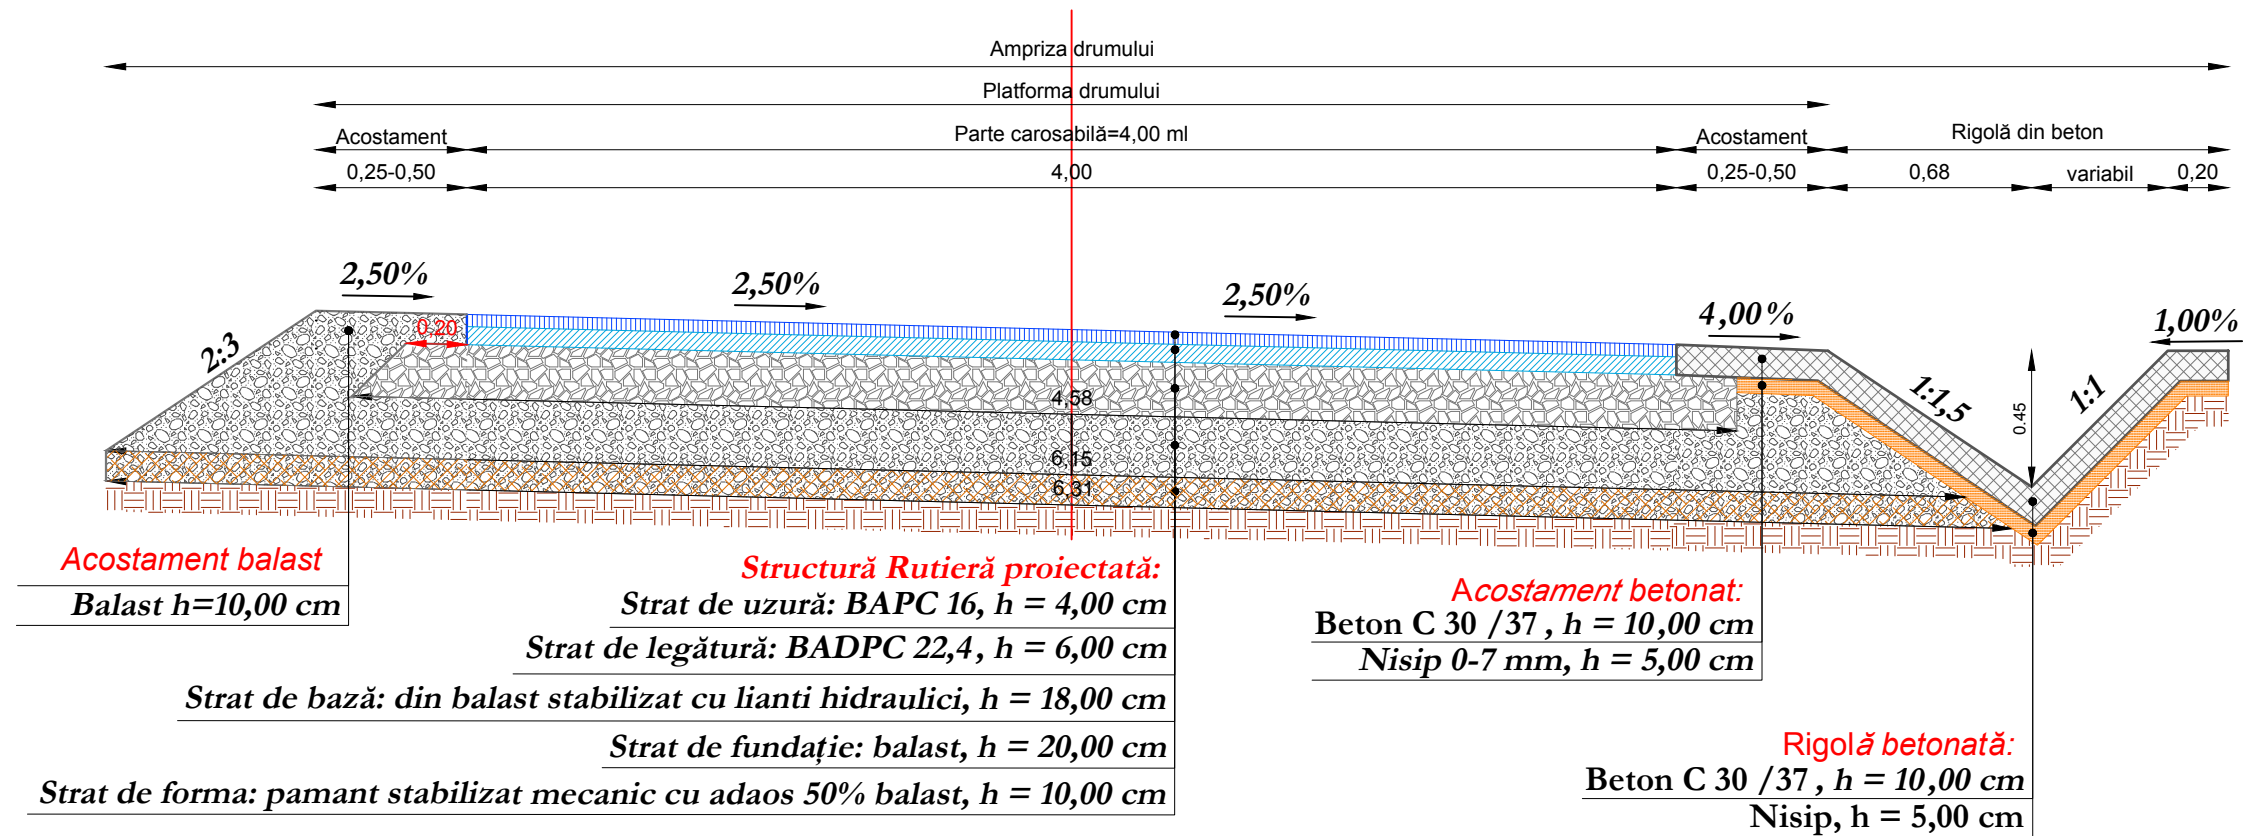 Ampriza drumului
Platforma drumului
Acostament
Parte carosabilă=4,00 ml
Acostament
Rigolă din beton
0,25-0,50
4,00
0,25-0,50
0,68
variabil
0,20
2,50%
2,50%
2,50%
4,00%
1,00%
2:3
0,20
1:1,5
1:1
0.45
4,58
6,15
6,31
Acostament balast
Balast h=10,00 cm
Structură Rutieră proiectată:
Strat de uzură: BAPC 16, h = 4,00 cm
Strat de legătură: BADPC 22,4 , h = 6,00 cm
Strat de bază: din balast stabilizat cu lianti hidraulici, h = 18,00 cm
Strat de fundație: balast, h = 20,00 cm
Strat de forma: pamant stabilizat mecanic cu adaos 50% balast, h = 10,00 cm
Acostament betonat:
Beton C 30 /37 , h = 10,00 cm
Nisip 0-7 mm, h = 5,00 cm
Rigolă betonată:
Beton C 30 /37 , h = 10,00 cm
Nisip, h = 5,00 cm